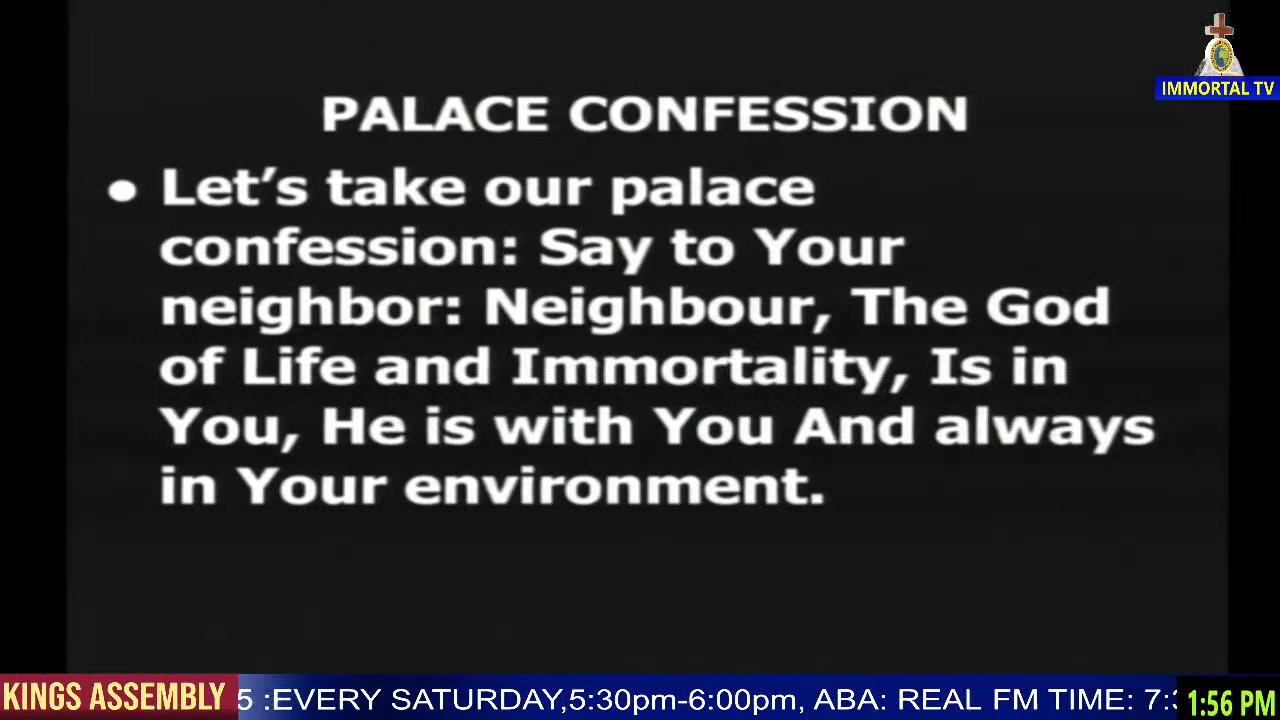 IMMORTAL TV
PALACE CONFESSION
• Let’s take our palace
confession: Say to Your
neighbor: Neighbour, The God
of Life and Immortality, Is in
You, He is with You And always
in Your environment.
KINGS ASSEMBLY
5 :EVERY SATURDAY,5:30pm-6:00pm, ABA: REAL FM TIME: 7:
1:56 PM